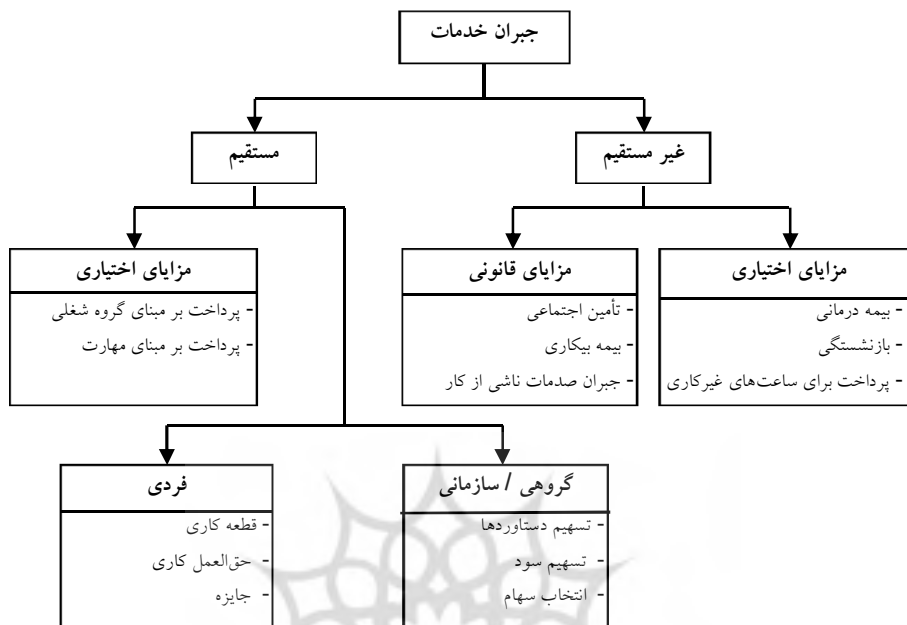 جبران خدمات
غیر مستقیم
مستقیم
مزایای اختیاری
- بیمه درمانی
- بازنشستگی
- پرداخت برای ساعت‌های غیرکاری
مزایای قانونی
- تأمین اجتماعی
- بیمه بیکاری
- جبران صدمات ناشی از کار
مزایای اختیاری
- پرداخت بر مبنای گروه شغلی
- پرداخت بر مبنای مهارت
گروهی / سازمانی
- تسهیم دستاوردها
- تسهیم سود
- انتخاب سهام
فردی
- قطعه کاری
- حق‌العمل کاری
- جایزه